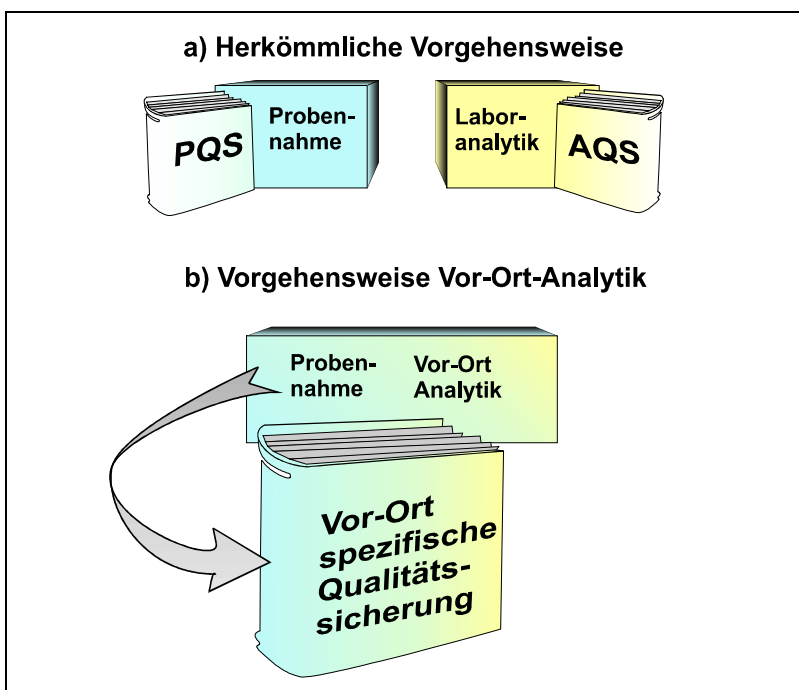 a) Herkömmliche Vorgehensweise
PQS
Proben-
nahme
Labor-
analytik
AQS
b) Vorgehensweise Vor-Ort-Analytik
Proben-
nahme
Vor-Ort
Analytik
Vor-Ort
spezifische
Qualitäts-
sicherung